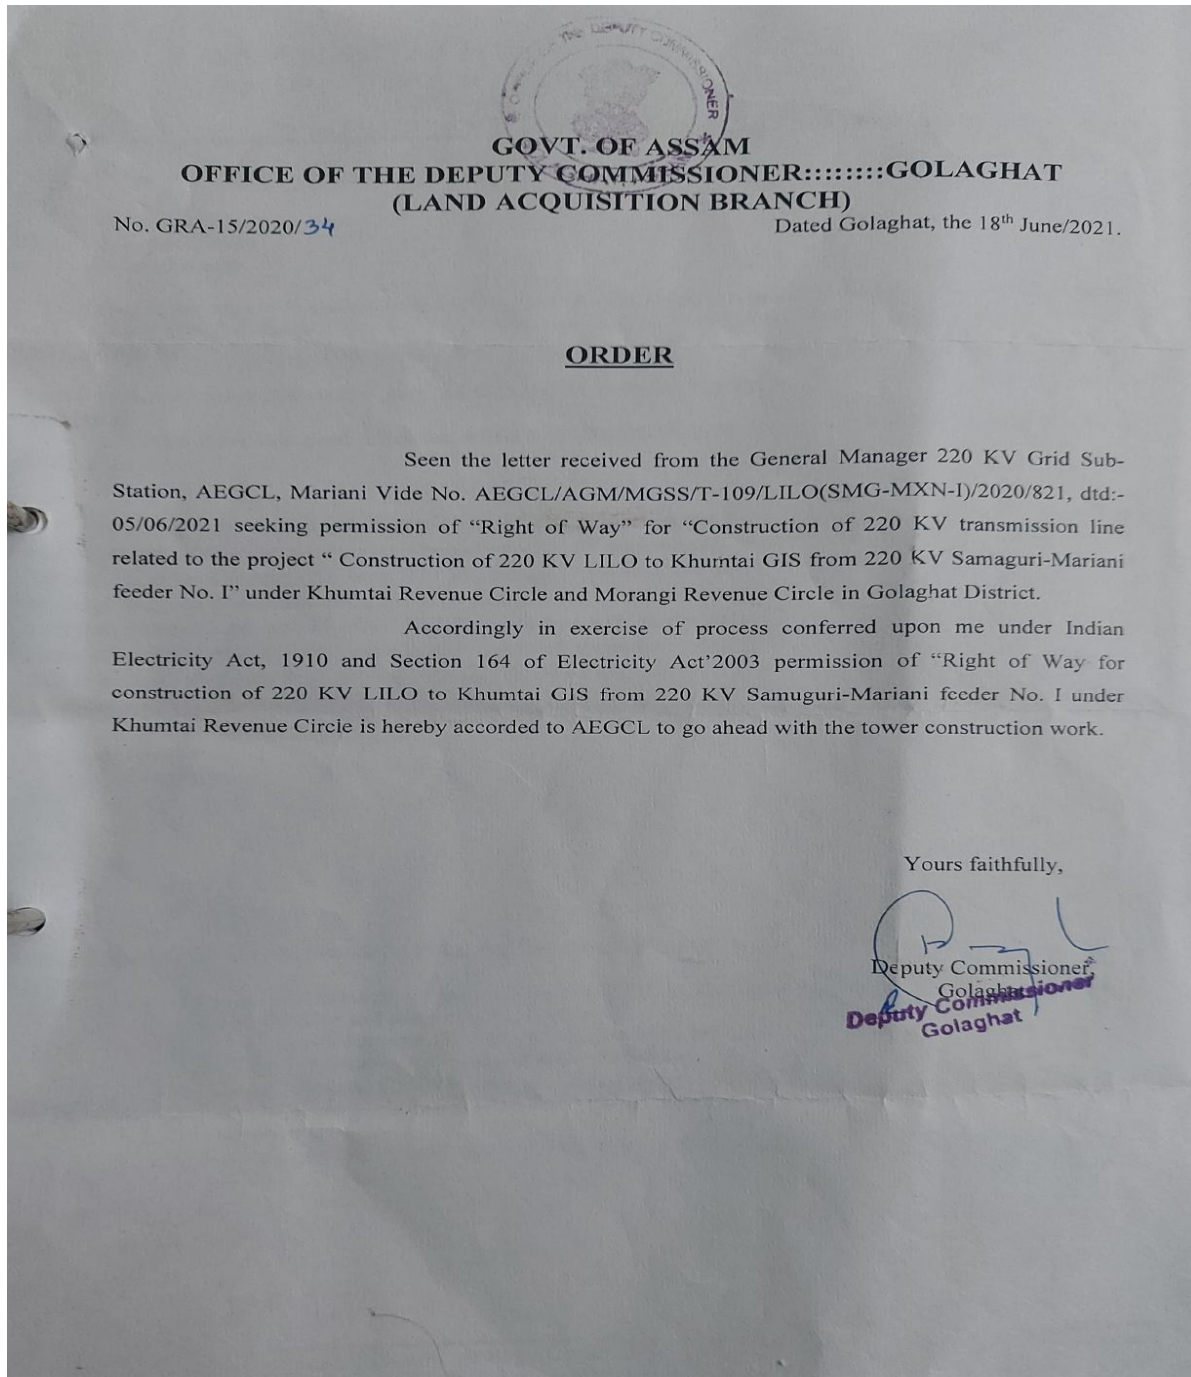 THE DEPUTY COMMISSIONER
GOVT. OF ASSAM
OFFICE OF THE DEPUTY COMMISSIONER::::::::GOLAGHAT
(LAND ACQUISITION BRANCH)
No. GRA-15/2020/34 Dated Golaghat, the 18th June/2021.
ORDER
Seen the letter received from the General Manager 220 KV Grid Sub-
Station, AEGCL, Mariani Vide No. AEGCL/AGM/MGSS/T-109/LILO(SMG-MXN-I)/2020/821, dtd:-
05/06/2021 seeking permission of “Right of Way” for “Construction of 220 KV transmission line
related to the project “ Construction of 220 KV LILO to Khumtai GIS from 220 KV Samaguri-Mariani
feeder No. I” under Khumtai Revenue Circle and Morangi Revenue Circle in Golaghat District.
Accordingly in exercise of process conferred upon me under Indian
Electricity Act, 1910 and Section 164 of Electricity Act’2003 permission of “Right of Way for
construction of 220 KV LILO to Khumtai GIS from 220 KV Samuguri-Mariani feeder No. I under
Khumtai Revenue Circle is hereby accorded to AEGCL to go ahead with the tower construction work.
Yours faithfully,
Deputy Commissioner,
Golaghat
Deputy Commissioner
Golaghat